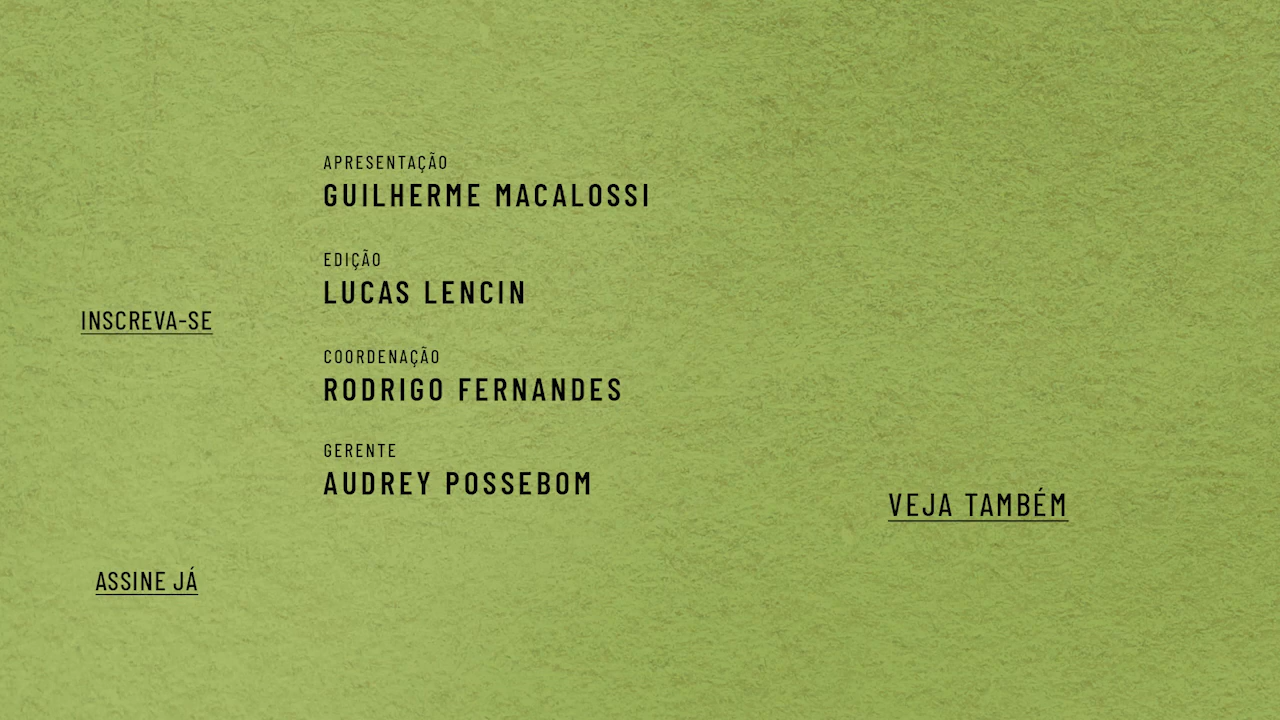 APRESENTAÇÃO
GUILHERME MACALOSSI
EDIÇÃO
LUCAS LENCIN
INSCREVA-SE
COORDENAÇÃO
RODRIGO FERNANDES
GERENTE
AUDREY POSSEBOM
VEJA TAMBÉM
ASSINE JÁ